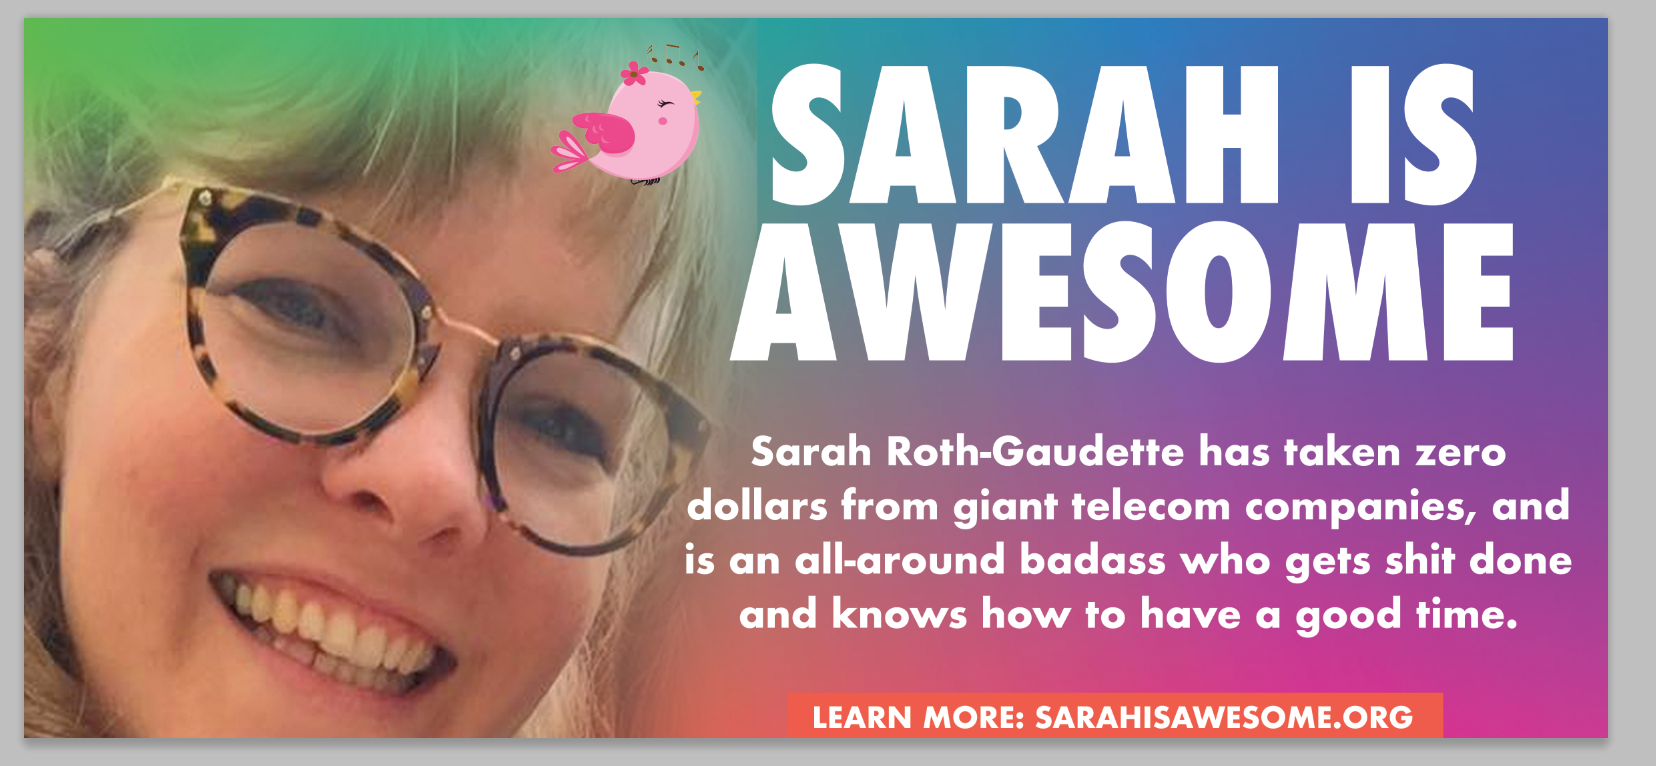 SARAH IS
AWESOME
Sarah Roth-Gaudette has taken zero
dollars from giant telecom companies, and
is an all-around badass who gets shit done
and knows how to have a good time.
LEARN MORE: SARAHISAWESOME.ORG